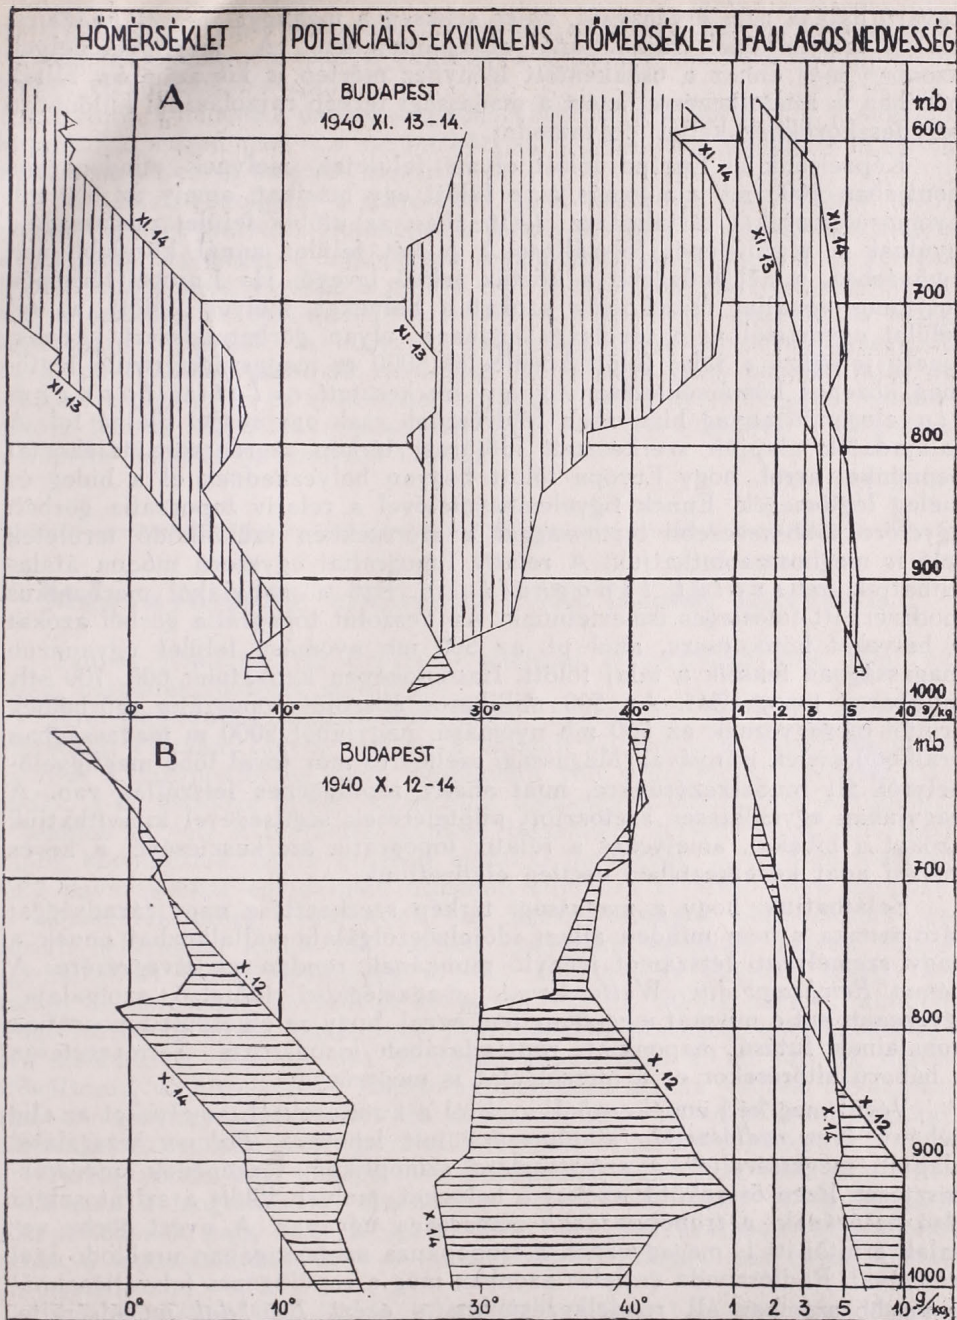 HŐMÉRSÉKLET POTENCIÁLIS-EKVIVALENS HŐMÉRSÉKLET FAJLAGOS NEDVESSÉG
A
BUDAPEST
1940 XI. 13-14.
mb
600
XI. 14
XI. 14
XI. 13
XI. 14
700
XI. 13
XI. 13
800
900
1000
0° 10° 30° 40° 1 2 3 5 10 g/kg
B
BUDAPEST
1940 X. 12-14
mb
700
X. 12
800
X. 14
X. 12
X. 14
X. 12
900
X. 14
1000
0° 10° 30° 40° 1 2 3 5 10 g/kg